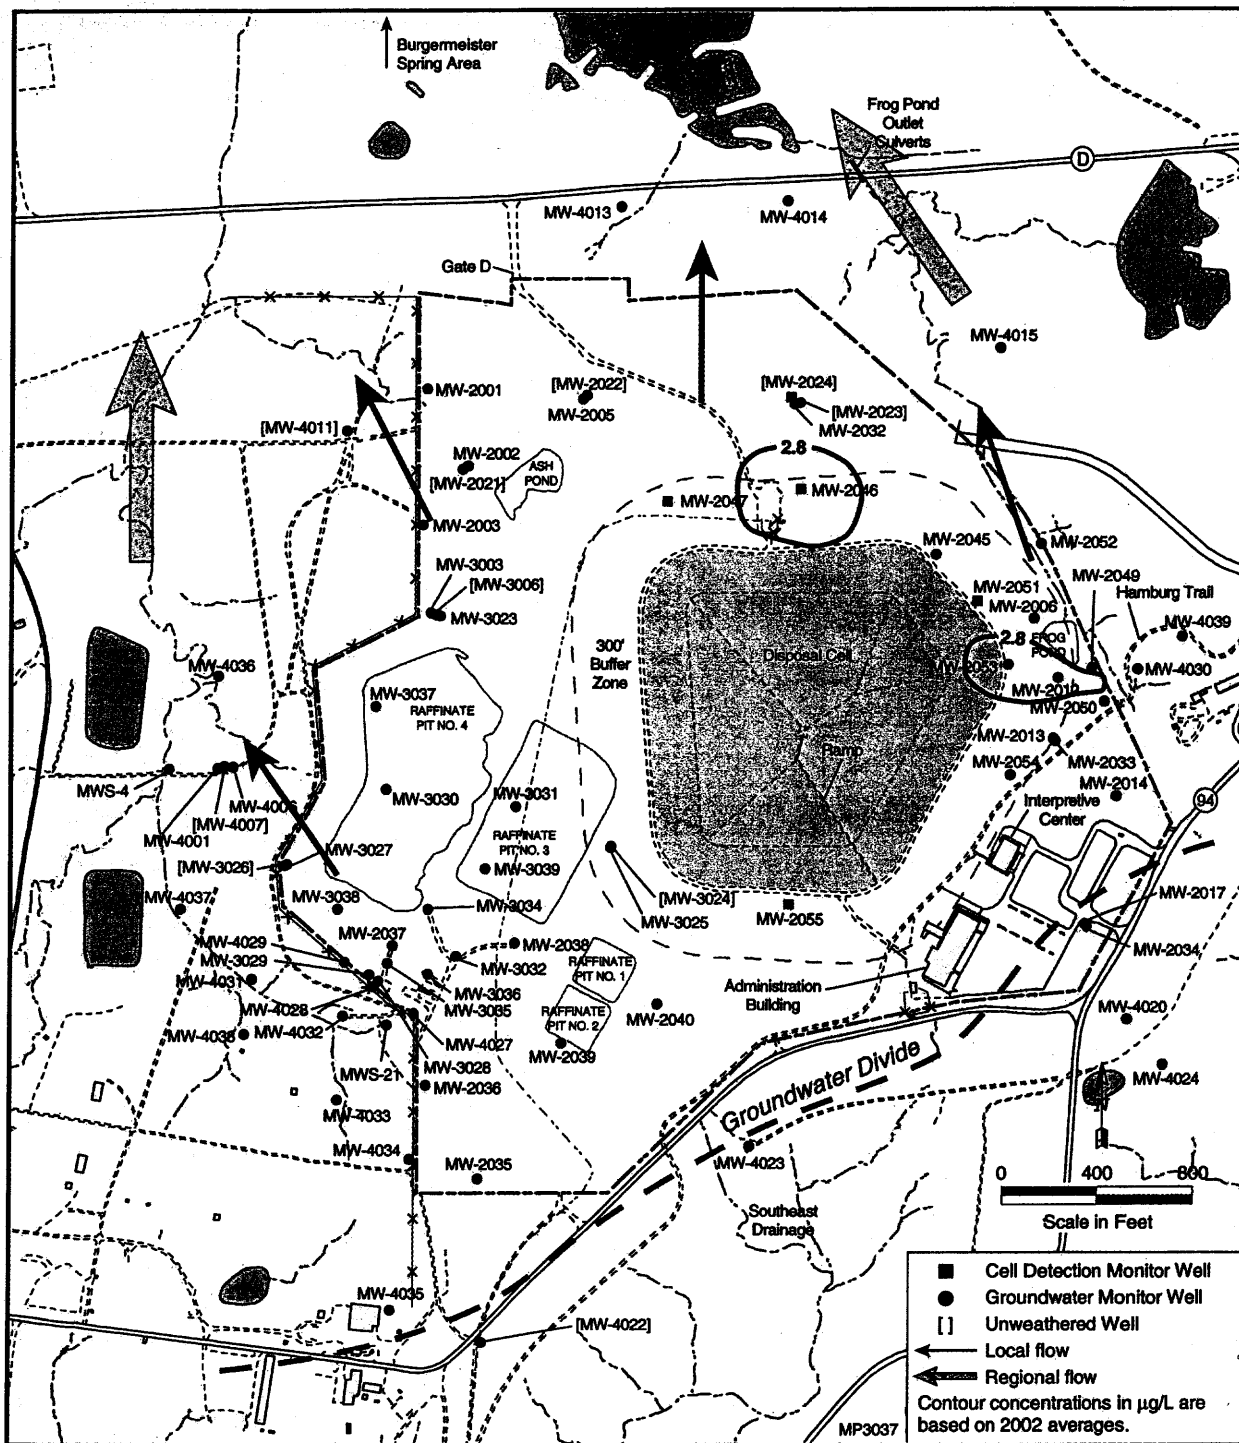 Burgermeister
Spring Area
Frog Pond
Outlet
Culverts
D
MW-4013
MW-4014
Gate D
MW-4015
MW-2001
[MW-2022]
MW-2005
[MW-2024]
[MW-2023]
MW-2032
[MW-4011]
MW-2002
[MW-2021]
ASH
POND
2.8
MW-2047
MW-2046
MW-2003
MW-2045
MW-2052
MW-3003
[MW-3006]
MW-3023
MW-2051
MW-2006
MW-2049
Hamburg Trail
MW-4039
300'
Buffer
Zone
Disposal Cell
2.8
FROG
POND
MW-2053
MW-4030
MW-4036
MW-3037
RAFFINATE
PIT NO. 4
MW-2012
MW-2050
MW-2013
MW-2033
Ramp
MW-2054
MW-2014
MWS-4
MW-4006
[MW-4007]
MW-4001
MW-3030
MW-3031
RAFFINATE
PIT NO. 3
Interpretive
Center
94
MW-3027
[MW-3026]
MW-3039
MW-4037
MW-3038
MW-3034
[MW-3024]
MW-3025
MW-2055
MW-2017
MW-2034
MW-4029
MW-3029
MW-4031
MW-2037
MW-2038
MW-3032
RAFFINATE
PIT NO. 1
MW-3036
MW-3035
MW-4028
MW-4032
MW-4038
RAFFINATE
PIT NO. 2
MW-2040
Administration
Building
MW-4020
MW-4027
MW-3028
MWS-21
MW-2039
MW-2036
Groundwater Divide
MW-4024
MW-4033
MW-4034
MW-2035
MW-4023
Southeast
Drainage
0 400 800
Scale in Feet
MW-4035
[MW-4022]
Cell Detection Monitor Well
Groundwater Monitor Well
[ ] Unweathered Well
Local flow
Regional flow
Contour concentrations in µg/L are
based on 2002 averages.
MP3037